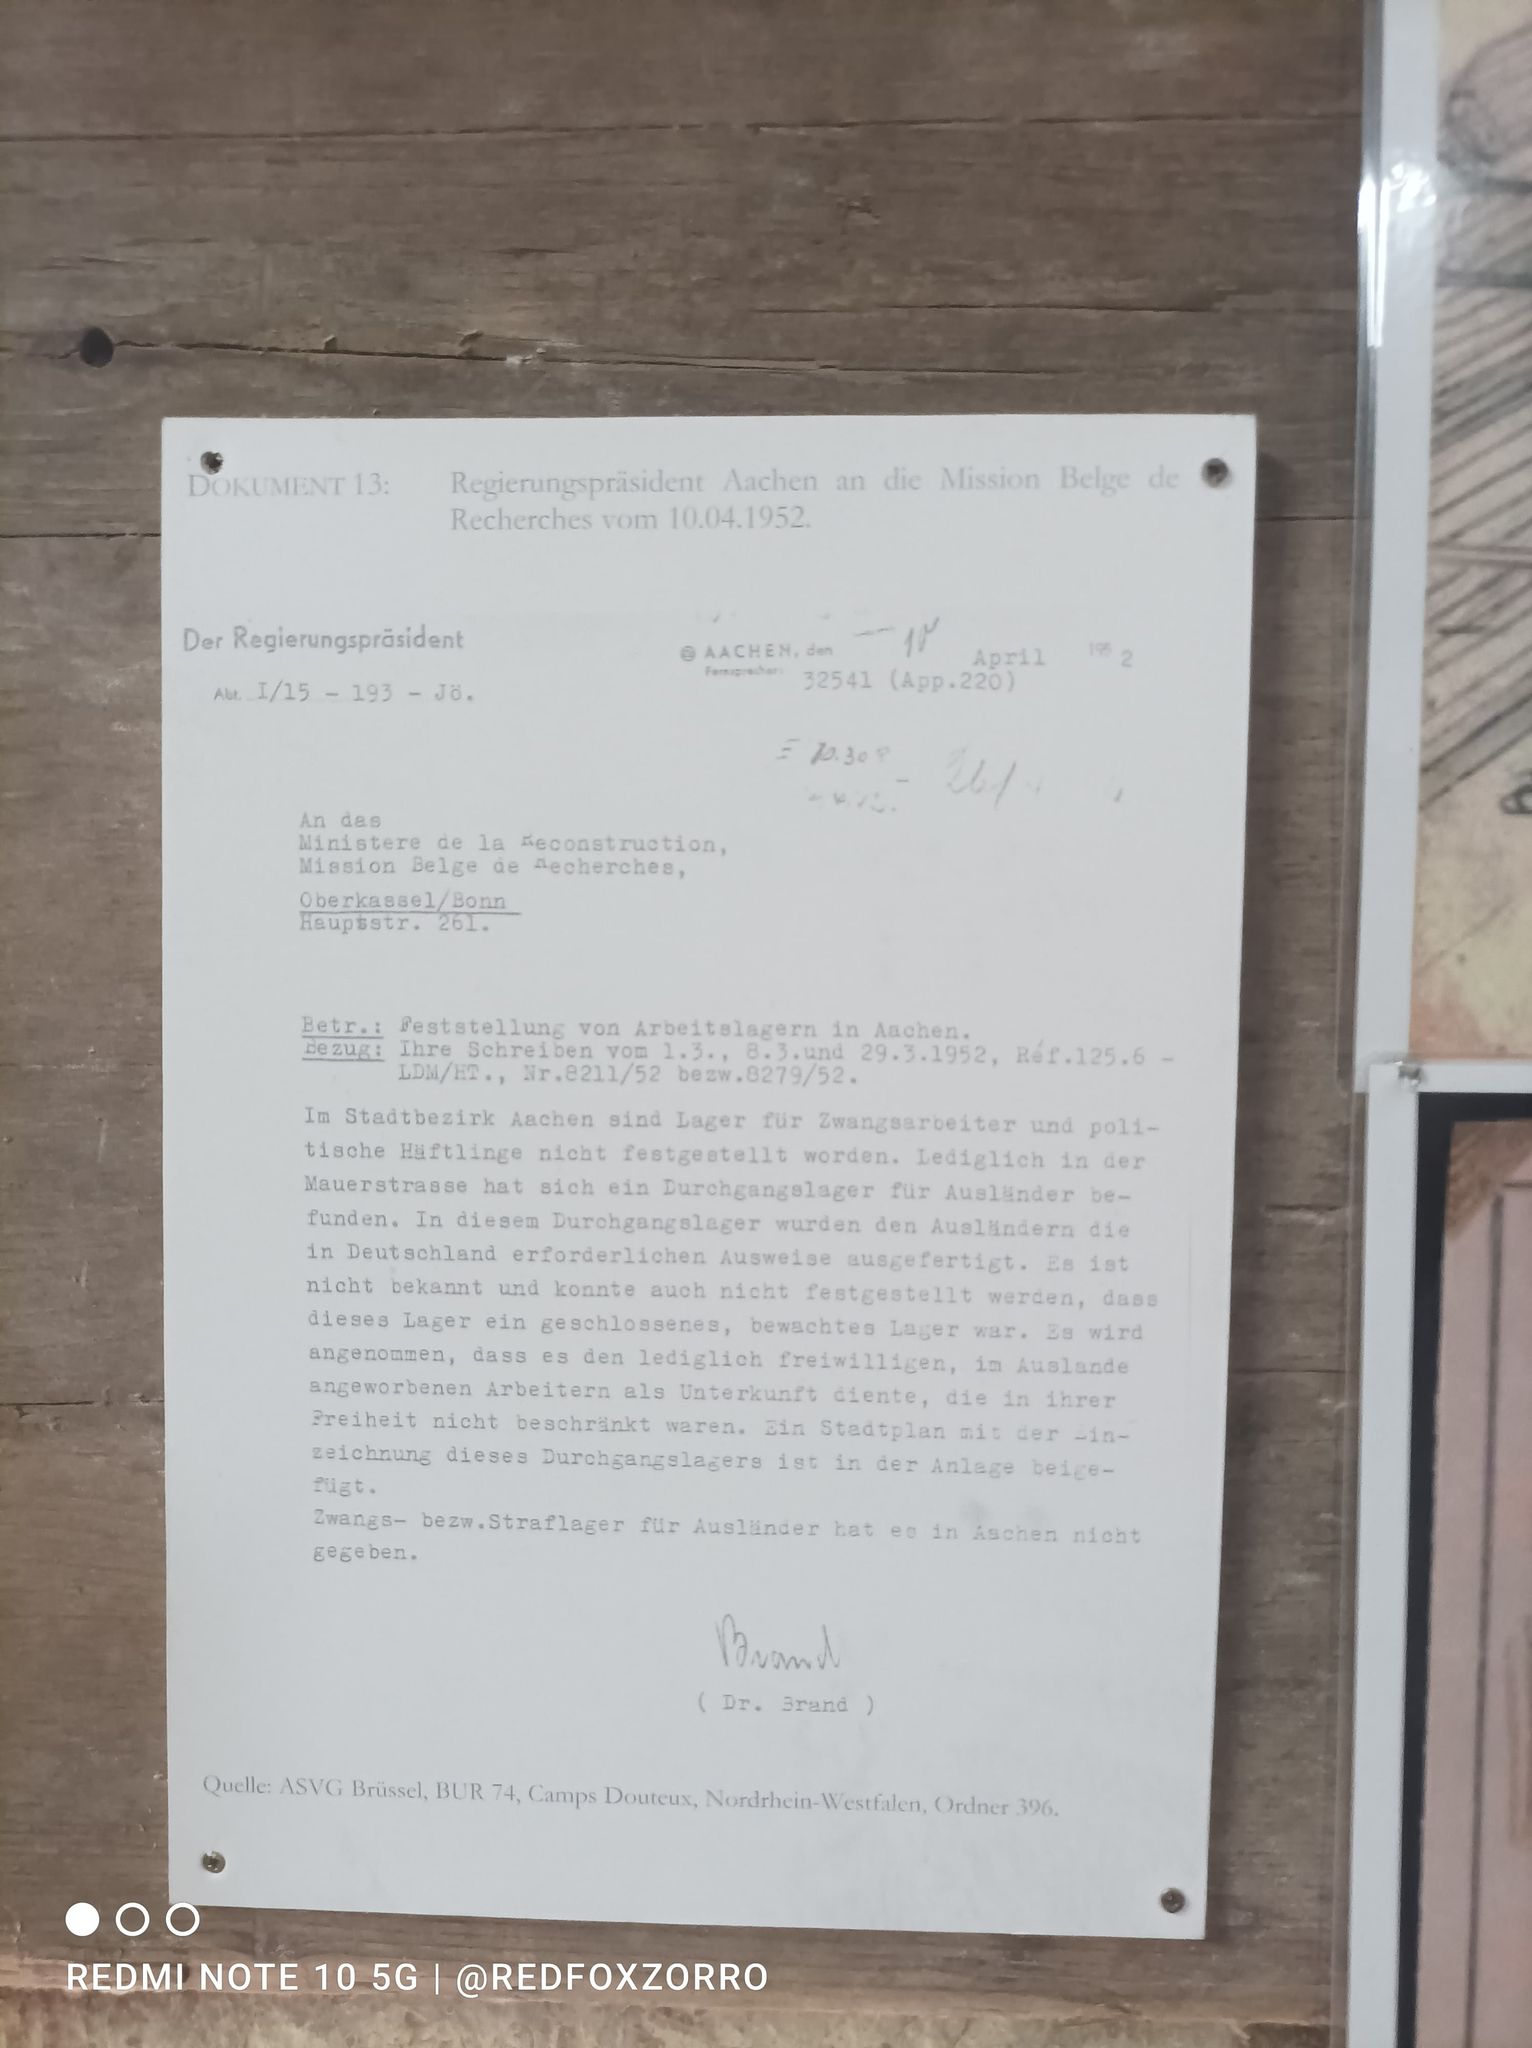 DOKUMENT 13: Regierungspräsident Aachen an die Mission Belge de
Recherches vom 10.04.1952.
Der Regierungspräsident
AACHEN, den 10 April 1952
Fernsprecher: 32541 (App.220)
Abt. I/15 - 193 - Jö.
An das
Ministere de la Reconstruction,
Mission Belge de Recherches,
Oberkassel/Bonn
Hauptstr. 261.
Betr.: Feststellung von Arbeitslagern in Aachen.
Bezug: Ihre Schreiben vom 1.3., 8.3.und 29.3.1952, Réf.125.6 -
LDM/HT., Nr.8211/52 bezw.8279/52.
Im Stadtbezirk Aachen sind Lager für Zwangsarbeiter und poli-
tische Häftlinge nicht festgestellt worden. Lediglich in der
Mauerstrasse hat sich ein Durchgangslager für Ausländer be-
funden. In diesem Durchgangslager wurden den Ausländern die
in Deutschland erforderlichen Ausweise ausgefertigt. Es ist
nicht bekannt und konnte auch nicht festgestellt werden, dass
dieses Lager ein geschlossenes, bewachtes Lager war. Es wird
angenommen, dass es den lediglich freiwilligen, im Auslande
angeworbenen Arbeitern als Unterkunft diente, die in ihrer
Freiheit nicht beschränkt waren. Ein Stadtplan mit der Ein-
zeichnung dieses Durchgangslagers ist in der Anlage beige-
fügt.
Zwangs- bezw.Straflager für Ausländer hat es in Aachen nicht
gegeben.
Brand
( Dr. Brand )
Quelle: ASVG Brüssel, BUR 74, Camps Douteux, Nordrhein-Westfalen, Ordner 396.
REDMI NOTE 10 5G | @REDFOXZORRO